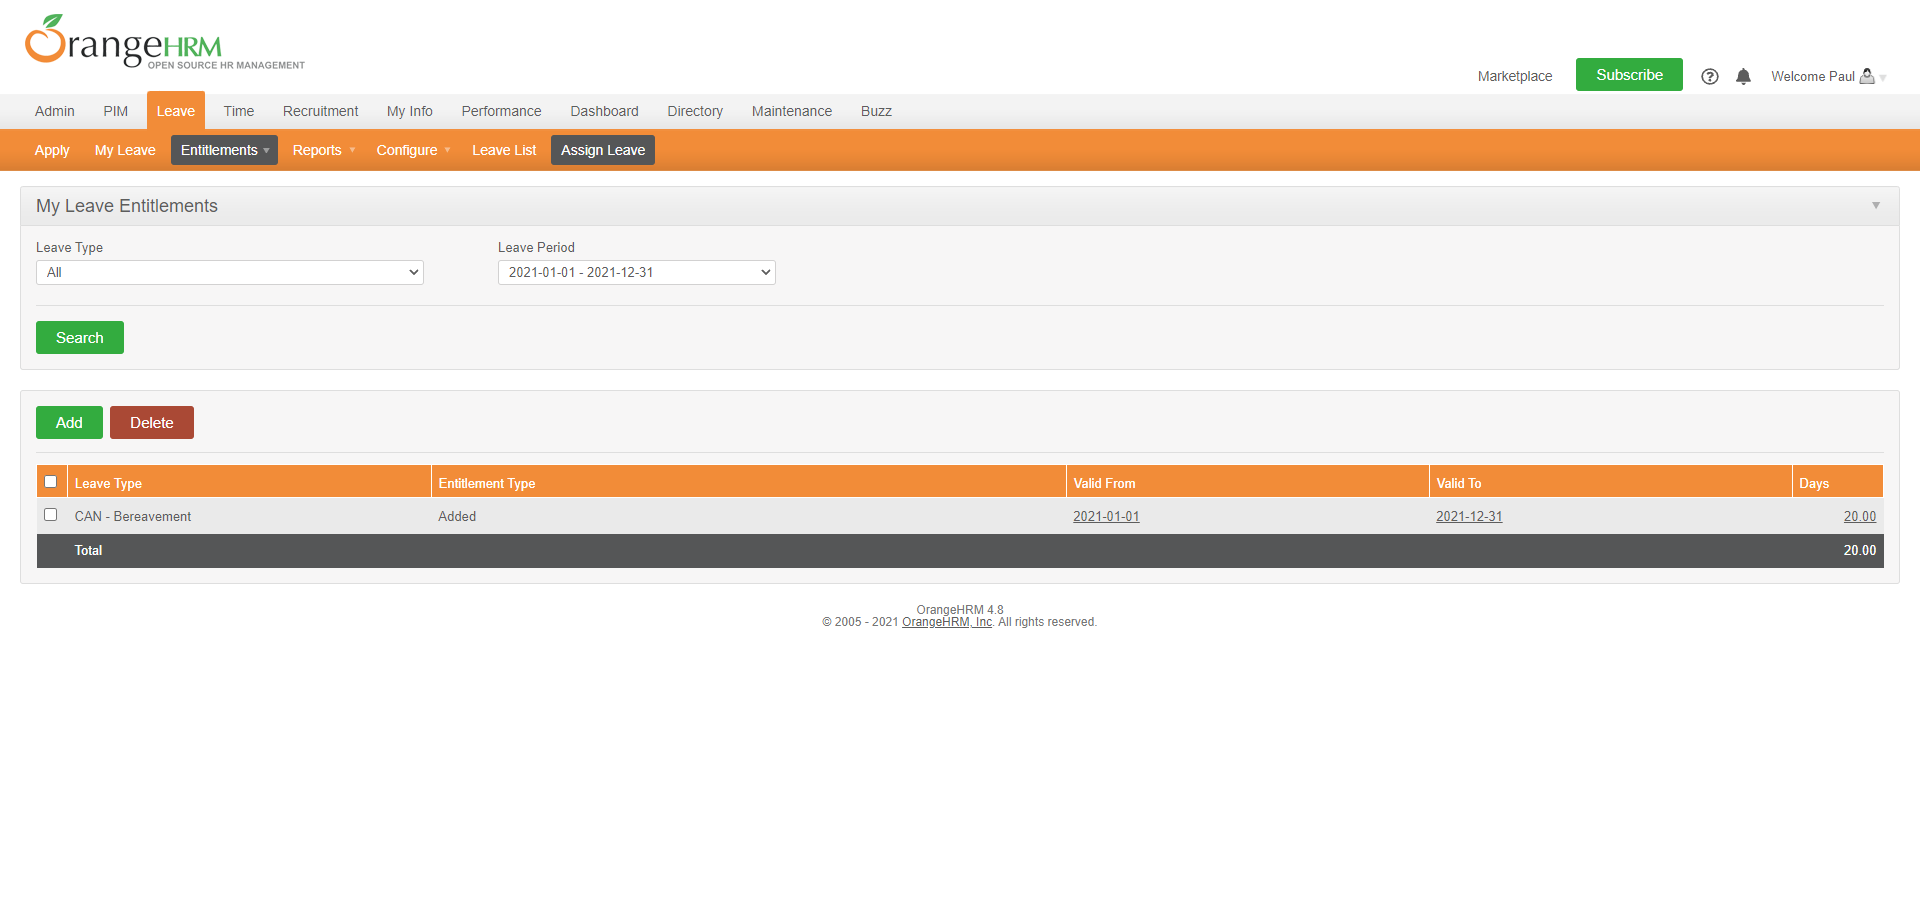 OrangeHRM
OPEN SOURCE HR MANAGEMENT
Marketplace Subscribe Welcome Paul
Admin PIM Leave Time Recruitment My Info Performance Dashboard Directory Maintenance Buzz
Apply My Leave Entitlements Reports Configure Leave List Assign Leave
My Leave Entitlements
Leave Type Leave Period
All 2021-01-01 - 2021-12-31
Search
Add Delete
Leave Type Entitlement Type Valid From Valid To Days
CAN - Bereavement Added 2021-01-01 2021-12-31 20.00
Total 20.00
OrangeHRM 4.8
© 2005 - 2021 OrangeHRM, Inc. All rights reserved.